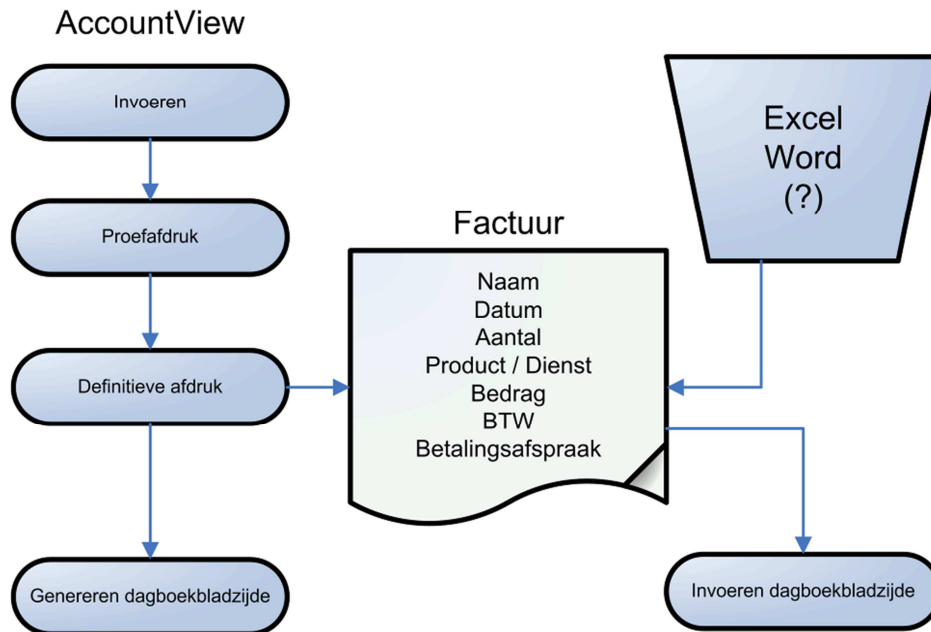 AccountView
Invoeren
Proefafdruk
Definitieve afdruk
Genereren dagboekbladzijde
Factuur
Naam
Datum
Aantal
Product / Dienst
Bedrag
BTW
Betalingsafspraak
Excel
Word
(?)
Invoeren dagboekbladzijde